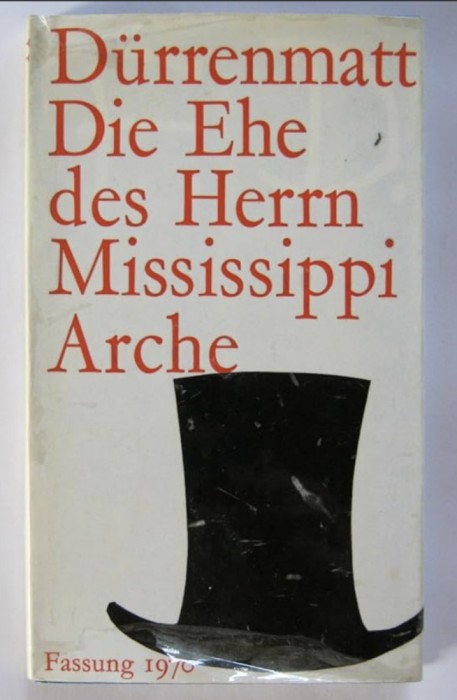 Dürrenmatt
Die Ehe
des Herrn
Mississippi
Arche
Fassung 1970